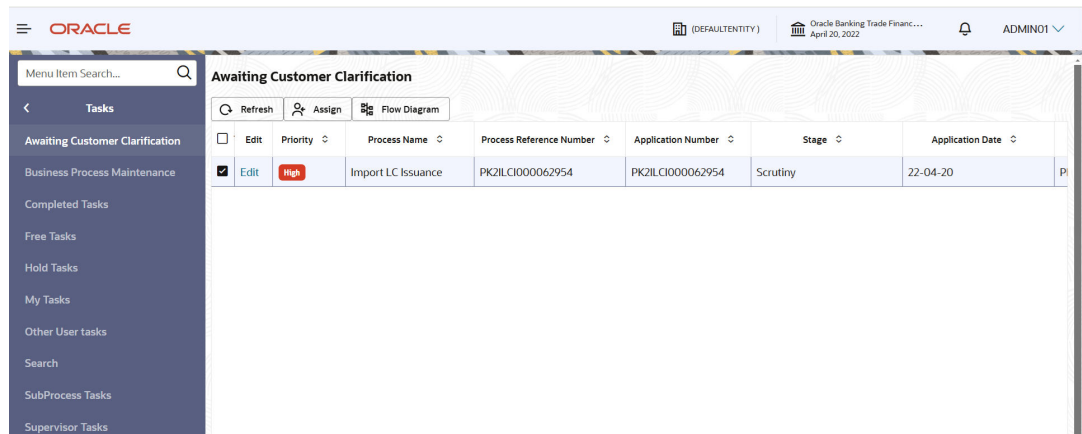 ORACLE
(DEFAULTENTITY)
Oracle Banking Trade Financ...
April 20, 2022
ADMIN01
Menu Item Search...
Tasks
Awaiting Customer Clarification
Business Process Maintenance
Completed Tasks
Free Tasks
Hold Tasks
My Tasks
Other User tasks
Search
SubProcess Tasks
Supervisor Tasks
Awaiting Customer Clarification
Refresh Assign Flow Diagram
Edit Priority Process Name Process Reference Number Application Number Stage Application Date
Edit High Import LC Issuance PK2ILCI000062954 PK2ILCI000062954 Scrutiny 22-04-20